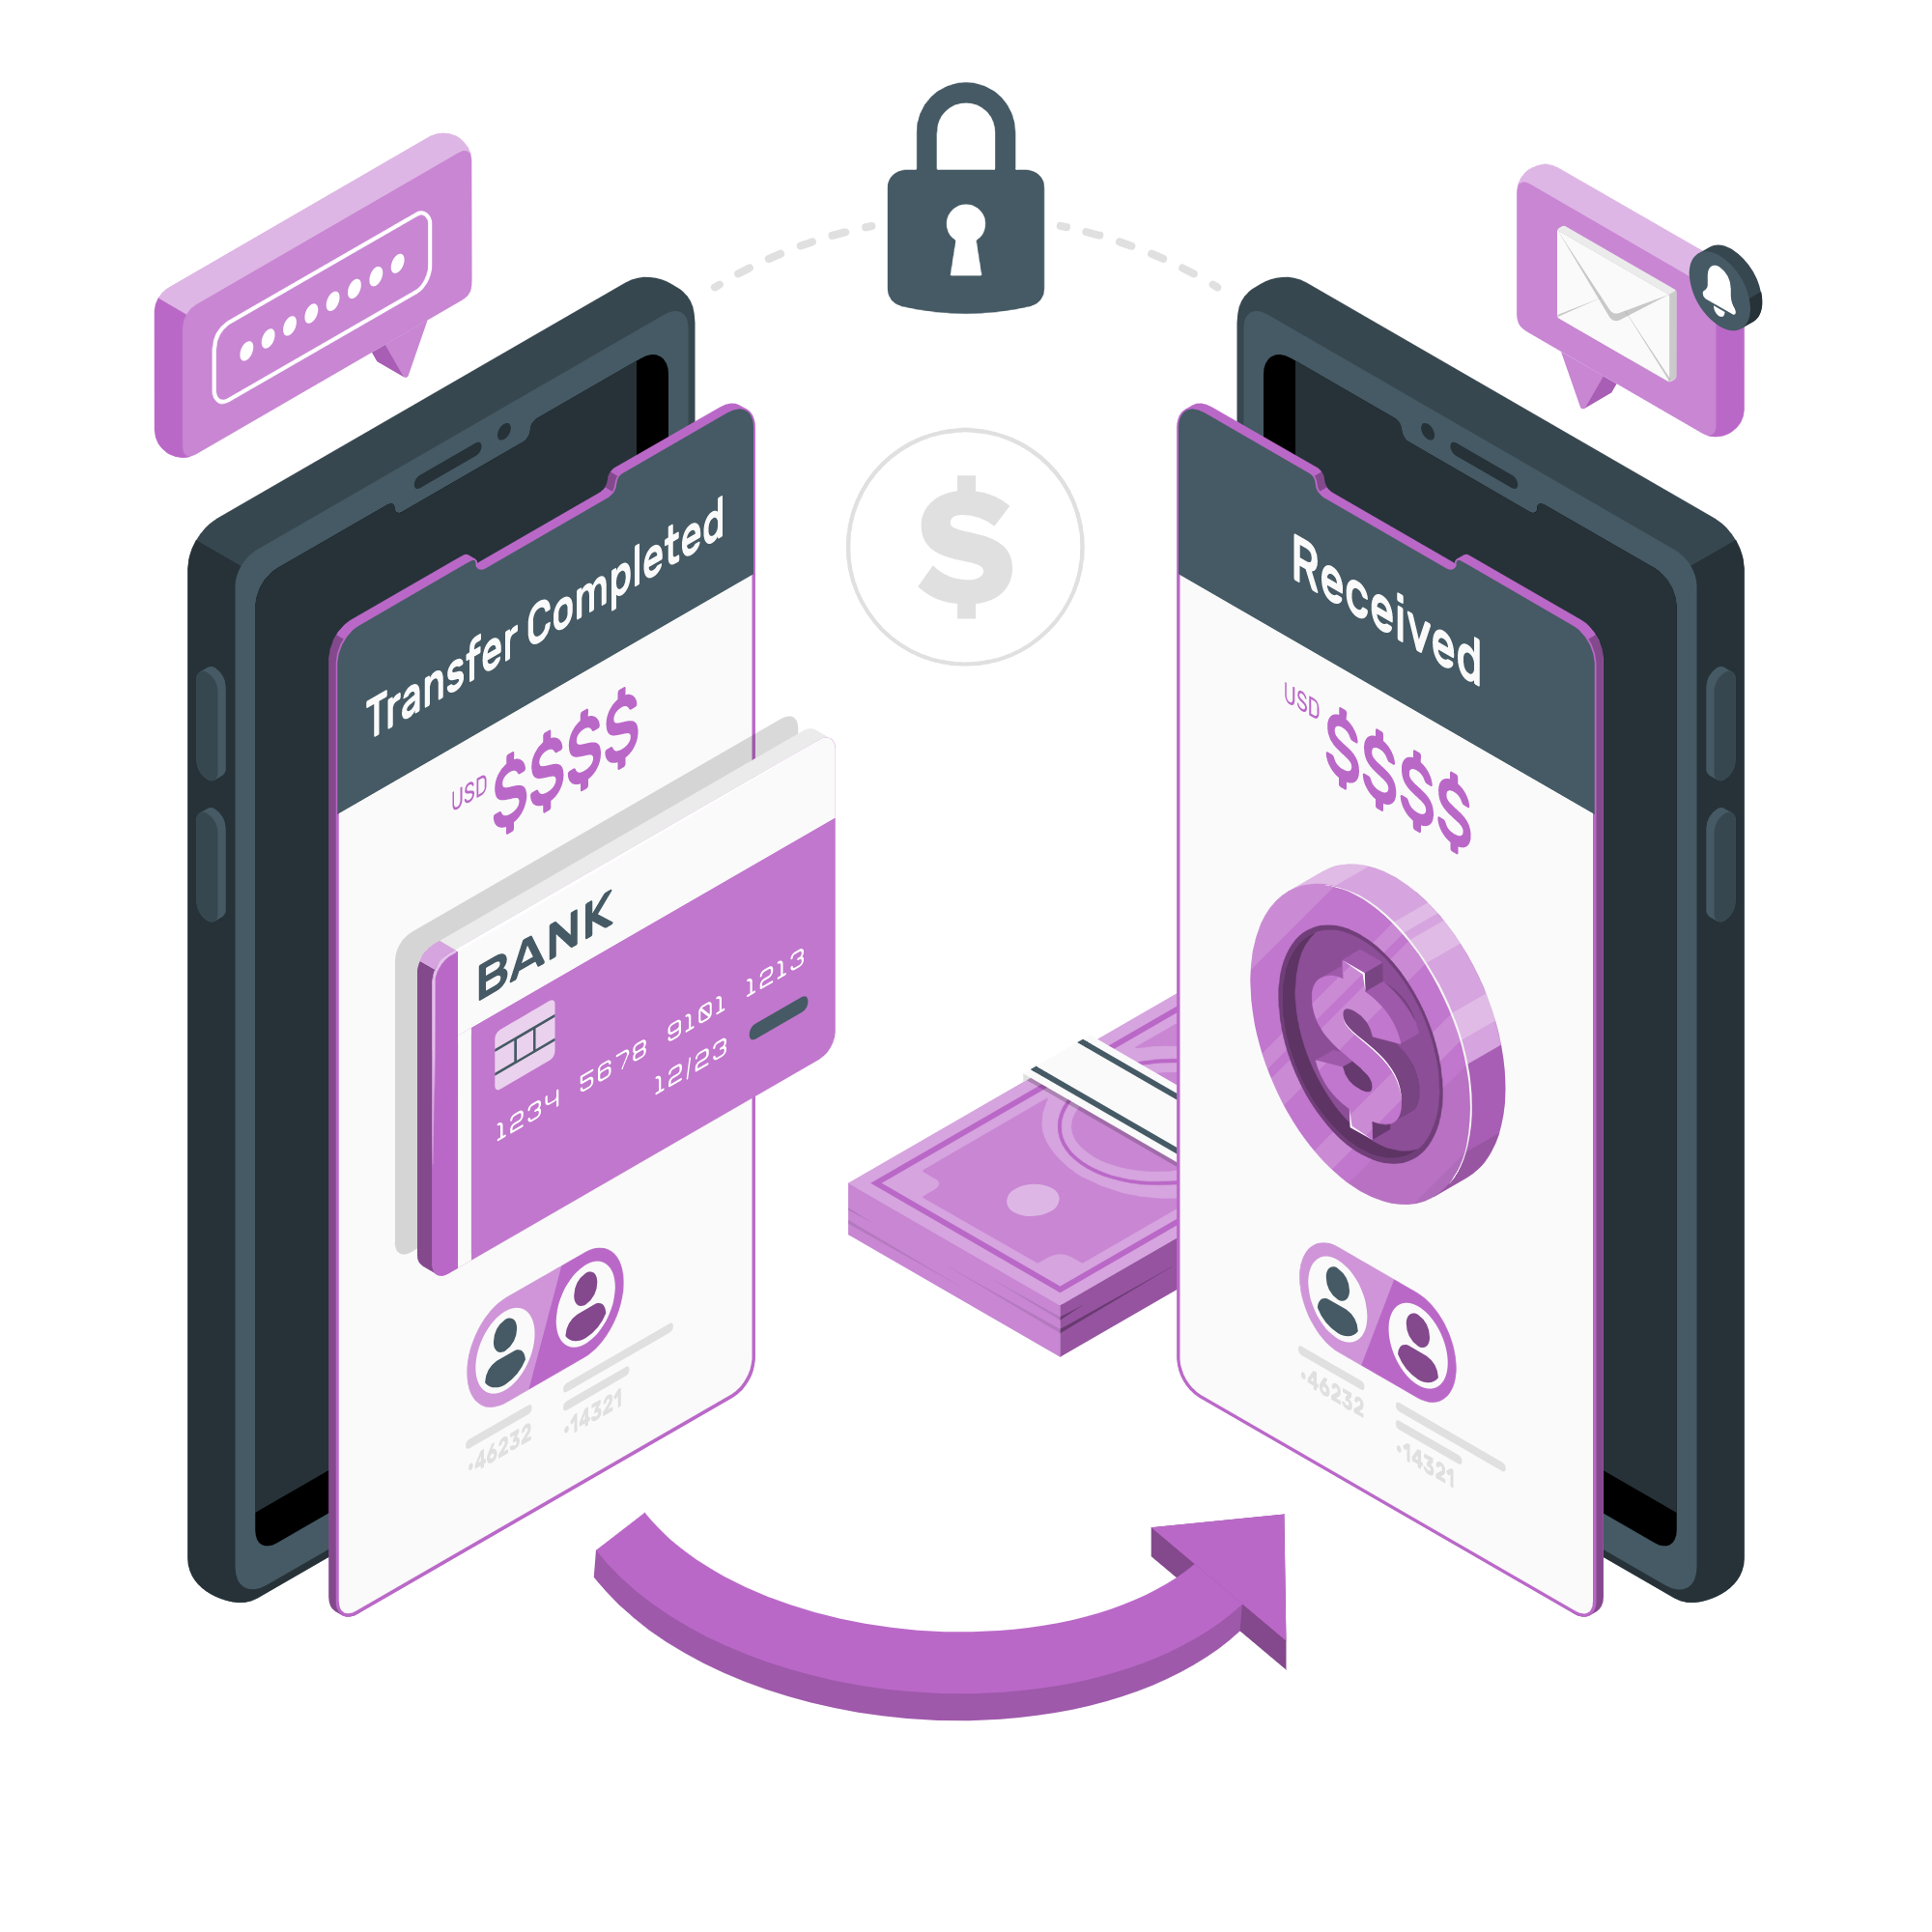 $
Transfer Completed
USD $$$$
BANK
1234 5678 9101 1213
12/23
•46232
•14321
Received
USD $$$$
$
•46232
•14321